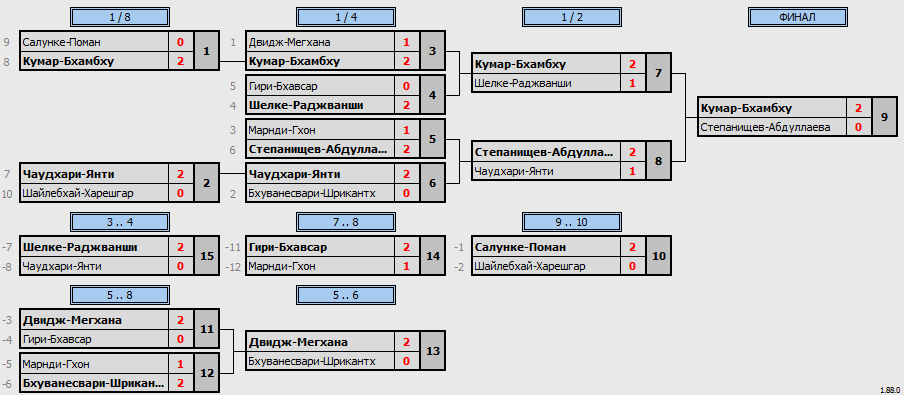 1 / 8
1 / 4
1 / 2
ФИНАЛ
9 Салунке-Поман 0
8 Кумар-Бхамбху 2
1
1 Двидж-Мегхана 1
Кумар-Бхамбху 2
3
5 Гири-Бхавсар 0
4 Шелке-Раджванши 2
4
Кумар-Бхамбху 2
Шелке-Раджванши 1
7
Кумар-Бхамбху 2
Степанищев-Абдуллаева 0
9
3 Марнди-Гхон 1
6 Степанищев-Абдулла... 2
5
Степанищев-Абдулла... 2
Чаудхари-Янти 1
8
7 Чаудхари-Янти 2
10 Шайлебхай-Харешгар 0
2
Чаудхари-Янти 2
2 Бхуванесвари-Шрикантх 0
6
3 .. 4
7 .. 8
9 .. 10
-7 Шелке-Раджванши 2
-8 Чаудхари-Янти 0
15
-11 Гири-Бхавсар 2
-12 Марнди-Гхон 1
14
-1 Салунке-Поман 2
-2 Шайлебхай-Харешгар 0
10
5 .. 8
5 .. 6
-3 Двидж-Мегхана 2
-4 Гири-Бхавсар 0
11
Двидж-Мегхана 2
Бхуванесвари-Шрикантх 0
13
-5 Марнди-Гхон 1
-6 Бхуванесвари-Шрикан... 2
12
1.88.0